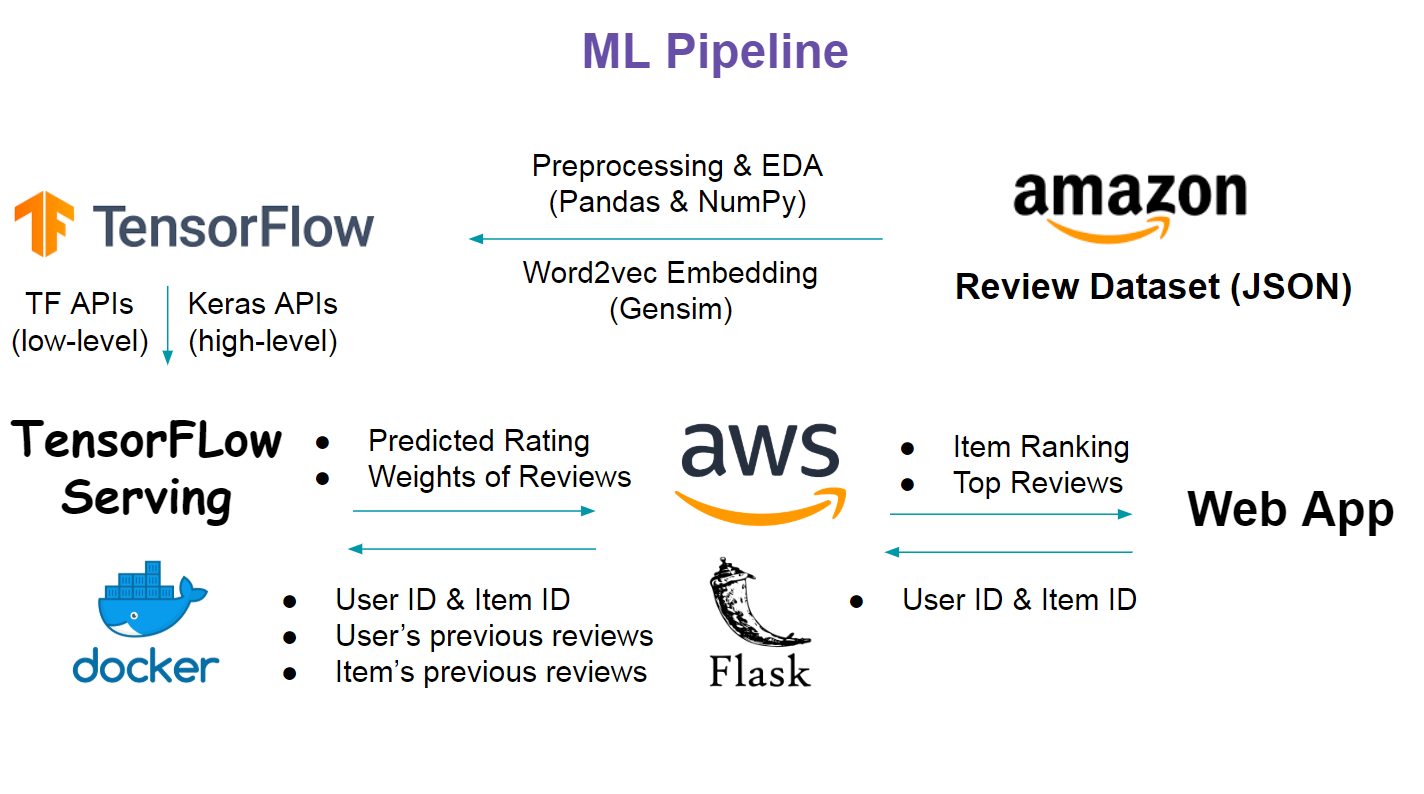 ML Pipeline
Preprocessing & EDA
(Pandas & NumPy)
amazon
TensorFlow
Word2vec Embedding
(Gensim)
Review Dataset (JSON)
TF APIs
(low-level)
Keras APIs
(high-level)
TensorFLow
Serving
● Predicted Rating
● Weights of Reviews
aws
● Item Ranking
● Top Reviews
Web App
docker
● User ID & Item ID
● User’s previous reviews
● Item’s previous reviews
Flask
● User ID & Item ID